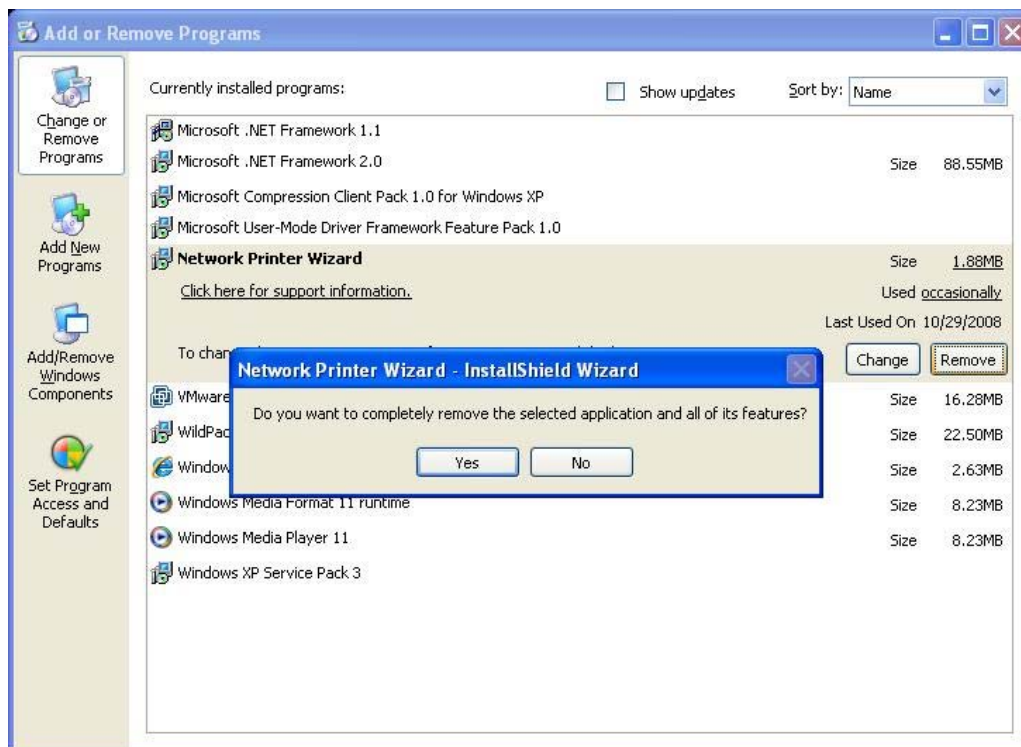 Add or Remove Programs
Change or
Remove
Programs
Add New
Programs
Add/Remove
Windows
Components
Set Program
Access and
Defaults
Currently installed programs:
Show updates
Sort by: Name
Microsoft .NET Framework 1.1
Microsoft .NET Framework 2.0 Size 88.55MB
Microsoft Compression Client Pack 1.0 for Windows XP
Microsoft User-Mode Driver Framework Feature Pack 1.0
Network Printer Wizard Size 1.88MB
Click here for support information. Used occasionally
Last Used On 10/29/2008
To Change Remove
Network Printer Wizard - InstallShield Wizard
Do you want to completely remove the selected application and all of its features?
Yes No
VMware Size 16.28MB
WildPac Size 22.50MB
Window Size 2.63MB
Windows Media Format 11 runtime Size 8.23MB
Windows Media Player 11 Size 8.23MB
Windows XP Service Pack 3